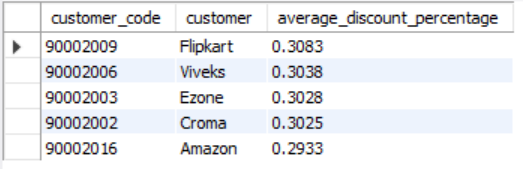 customer_code customer average_discount_percentage
90002009 Flipkart 0.3083
90002006 Viveks 0.3038
90002003 Ezone 0.3028
90002002 Croma 0.3025
90002016 Amazon 0.2933